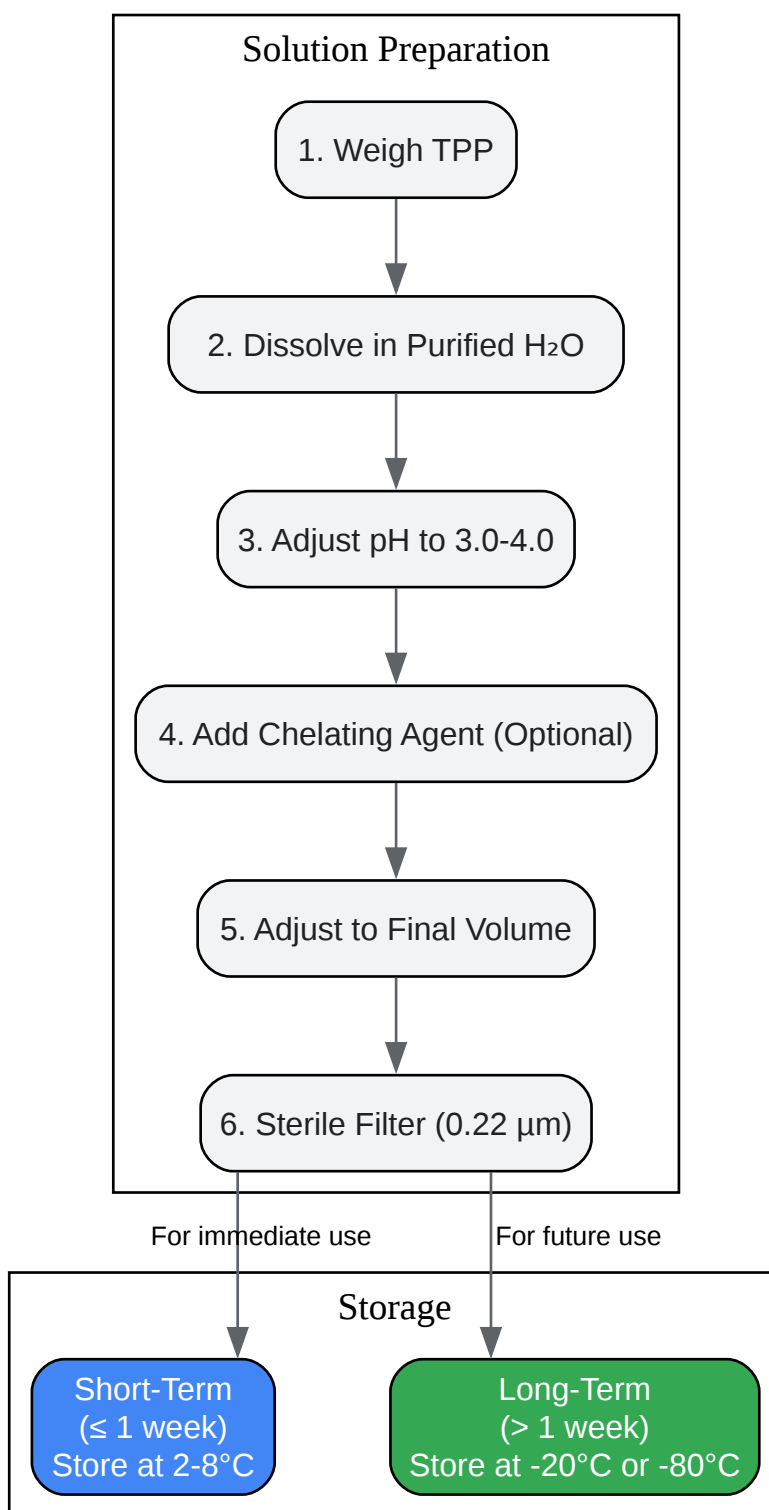 Solution Preparation
1. Weigh TPP
2. Dissolve in Purified H₂O
3. Adjust pH to 3.0-4.0
4. Add Chelating Agent (Optional)
5. Adjust to Final Volume
6. Sterile Filter (0.22 µm)
For immediate use
For future use
Storage
Short-Term
(≤ 1 week)
Store at 2-8°C
Long-Term
(> 1 week)
Store at -20°C or -80°C